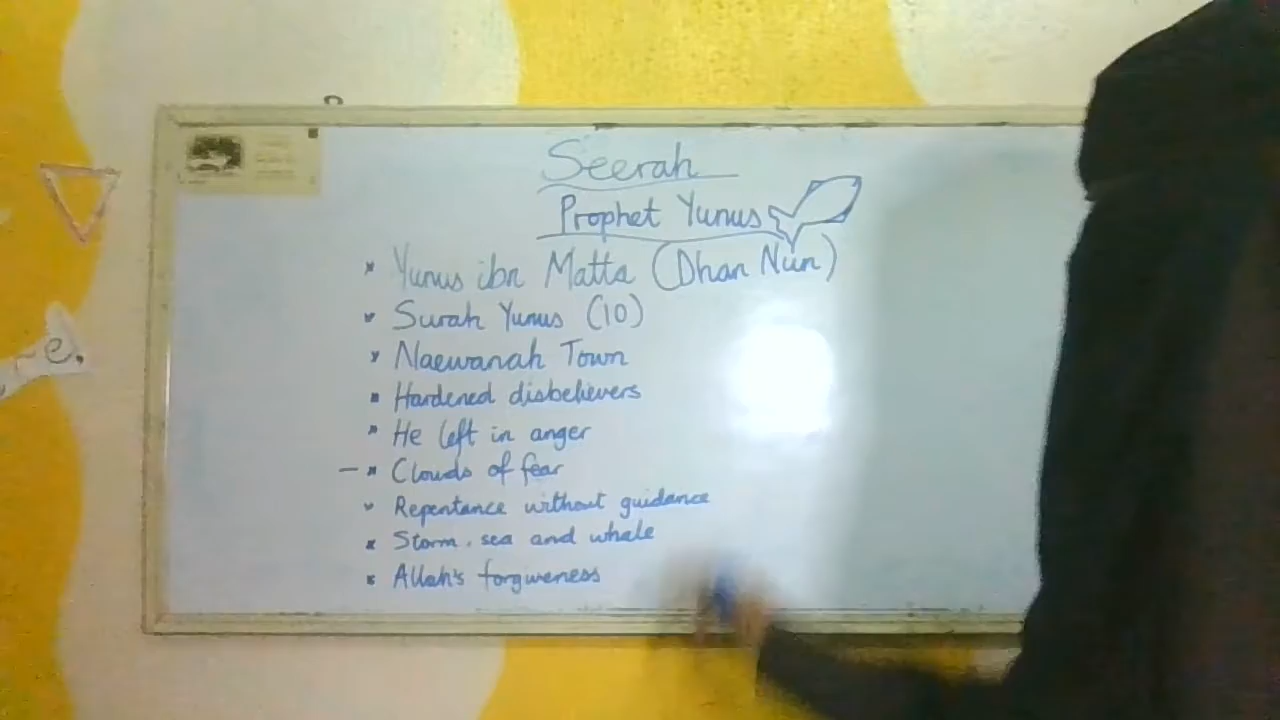 Seerah
Prophet Yunus
Yunus ibn Matta (Dhan Nun)
Surah Yunus (10)
Naewanah Town
Hardened disbelievers
He left in anger
- Clouds of fear
Repentance without guidance
Storm, sea and whale
Allah's forgiveness
e.